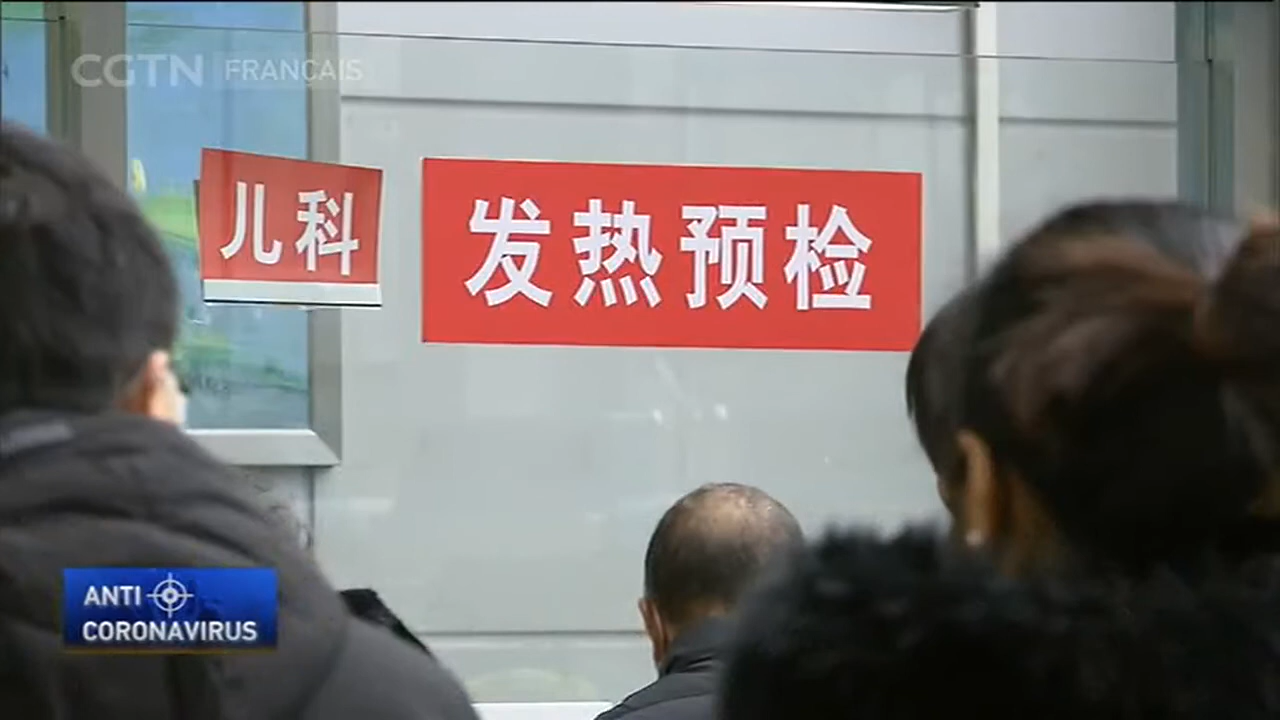 CGTN FRANÇAIS
儿科
发热预检
ANTI
CORONAVIRUS